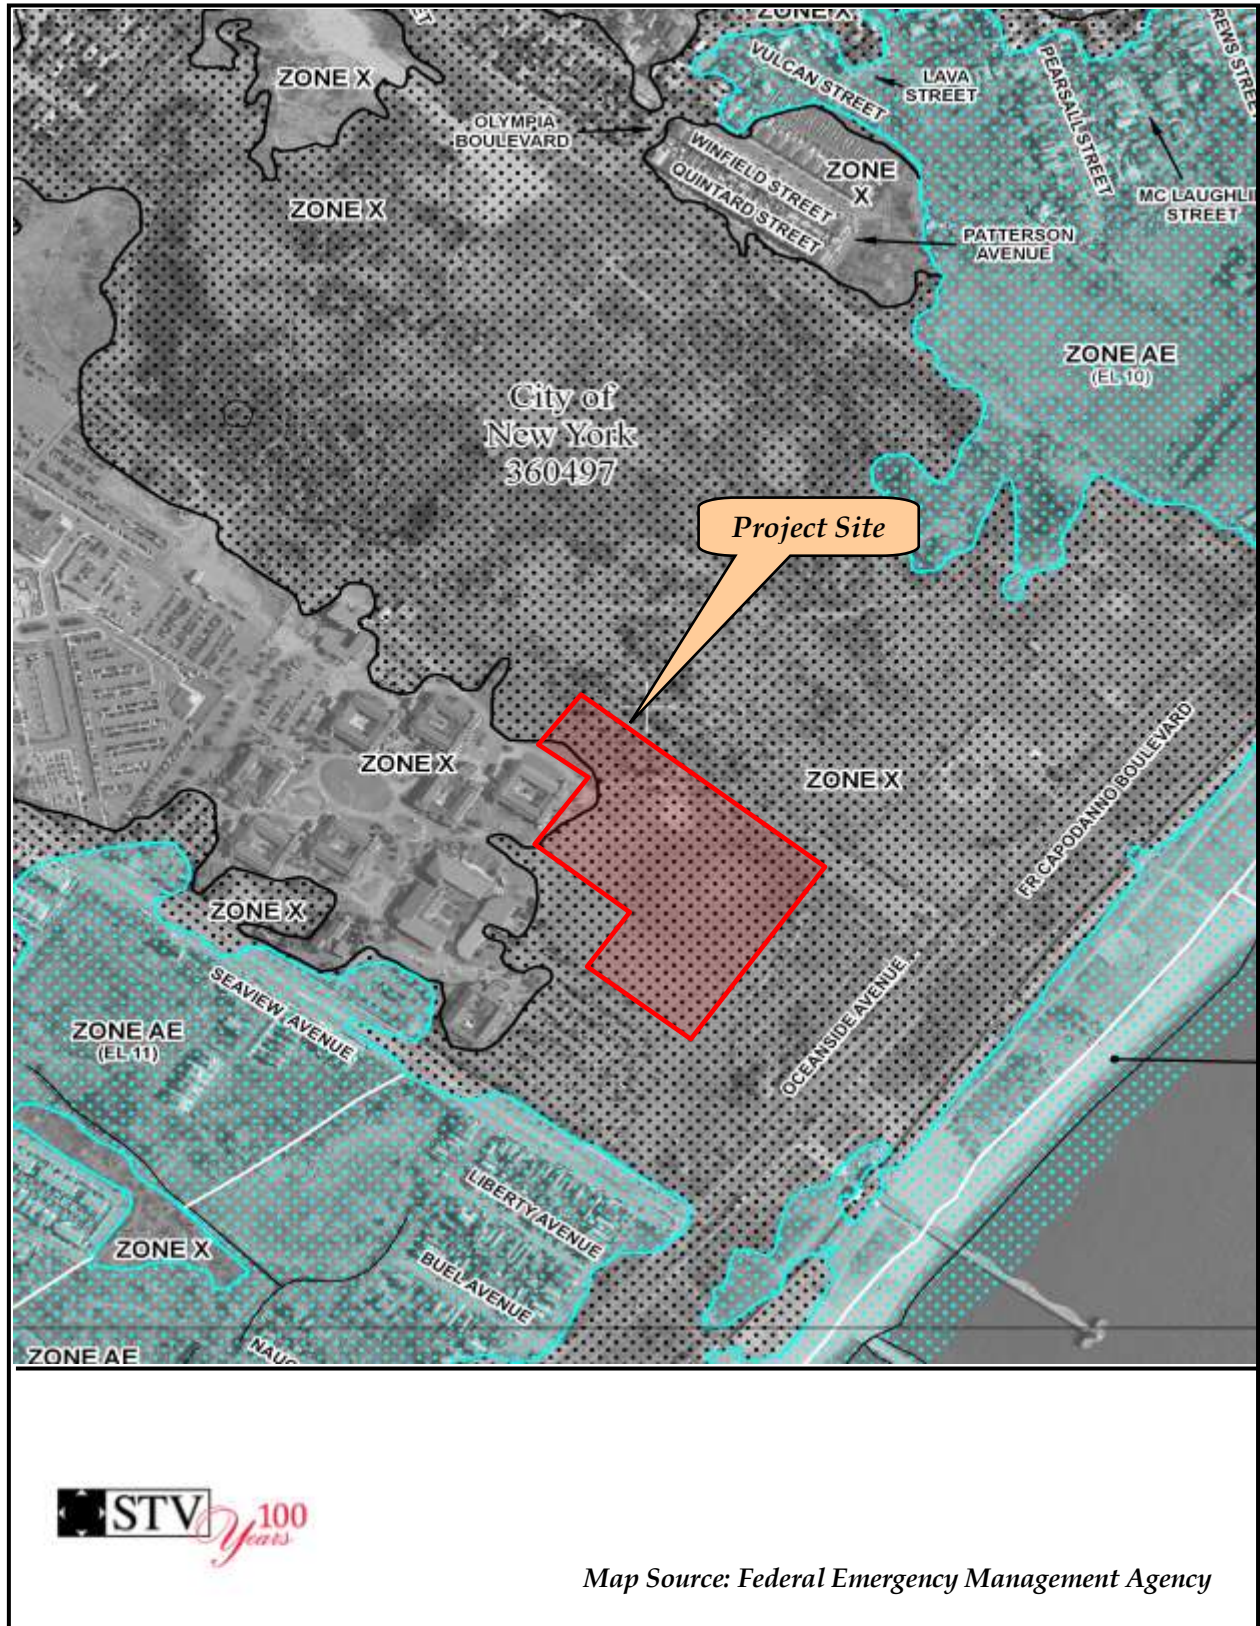 ZONE X
ZONE X
VULCAN STREET
LAVA
STREET
PEARSALL STREET
OLYMPIA
BOULEVARD
WINFIELD STREET
QUINTARD STREET
ZONE
X
MC LAUGHLI
STREET
ZONE X
PATTERSON
AVENUE
ZONE AE
(EL 10)
City of
New York
360497
Project Site
ZONE X
ZONE X
FR CAPODANNO BOULEVARD
ZONE X
SEAVIEW AVENUE
OCEANSIDE AVENUE
ZONE AE
(EL 11)
LIBERTY AVENUE
ZONE X
BUEL AVENUE
ZONE AE
STV
100
Years
Map Source: Federal Emergency Management Agency